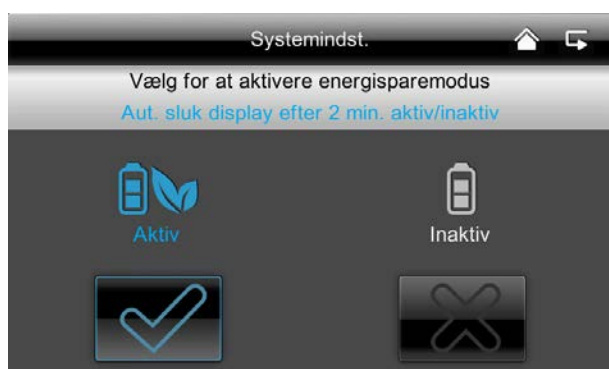 Systemindst.
Vælg for at aktivere energisparemodus
Aut. sluk display efter 2 min. aktiv/inaktiv
Aktiv
Inaktiv